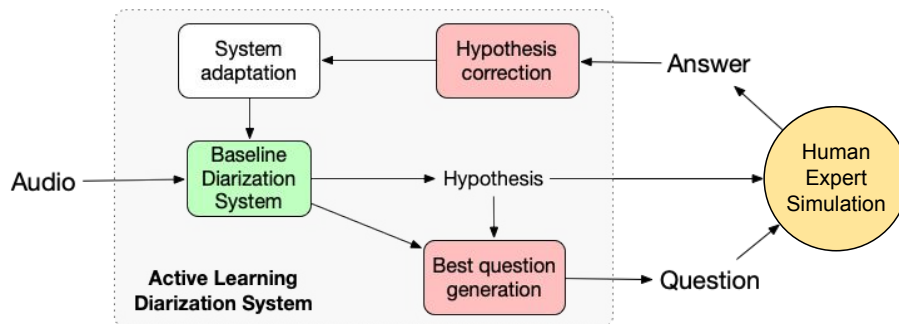 System
adaptation
Hypothesis
correction
Answer
Audio
Baseline
Diarization
System
Hypothesis
Human
Expert
Simulation
Best question
generation
Question
Active Learning
Diarization System